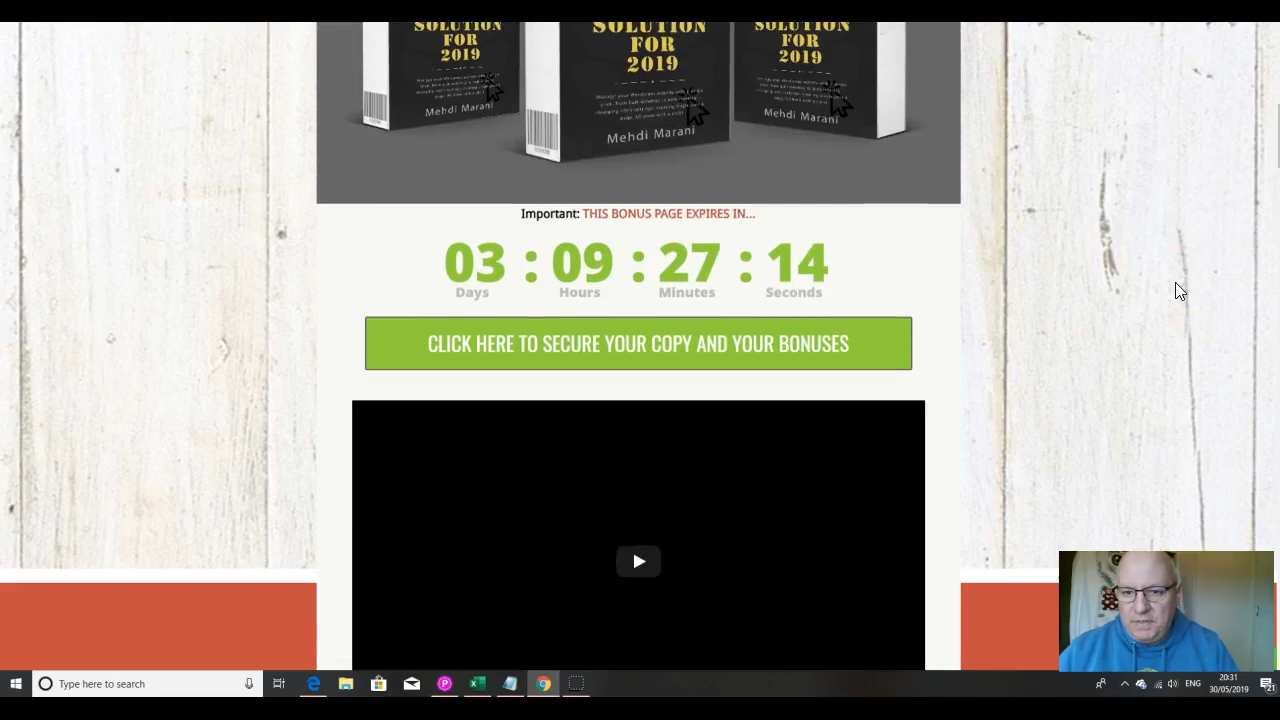 SOLUTION
FOR
2019
Mehdi Marani
SOLUTION
FOR
2019
Mehdi Marani
SOLUTION
FOR
2019
Mehdi Marani
Important: THIS BONUS PAGE EXPIRES IN...
03 : 09 : 27 : 14
Days Hours Minutes Seconds
CLICK HERE TO SECURE YOUR COPY AND YOUR BONUSES
Type here to search
ENG
20:31
30/05/2019
21